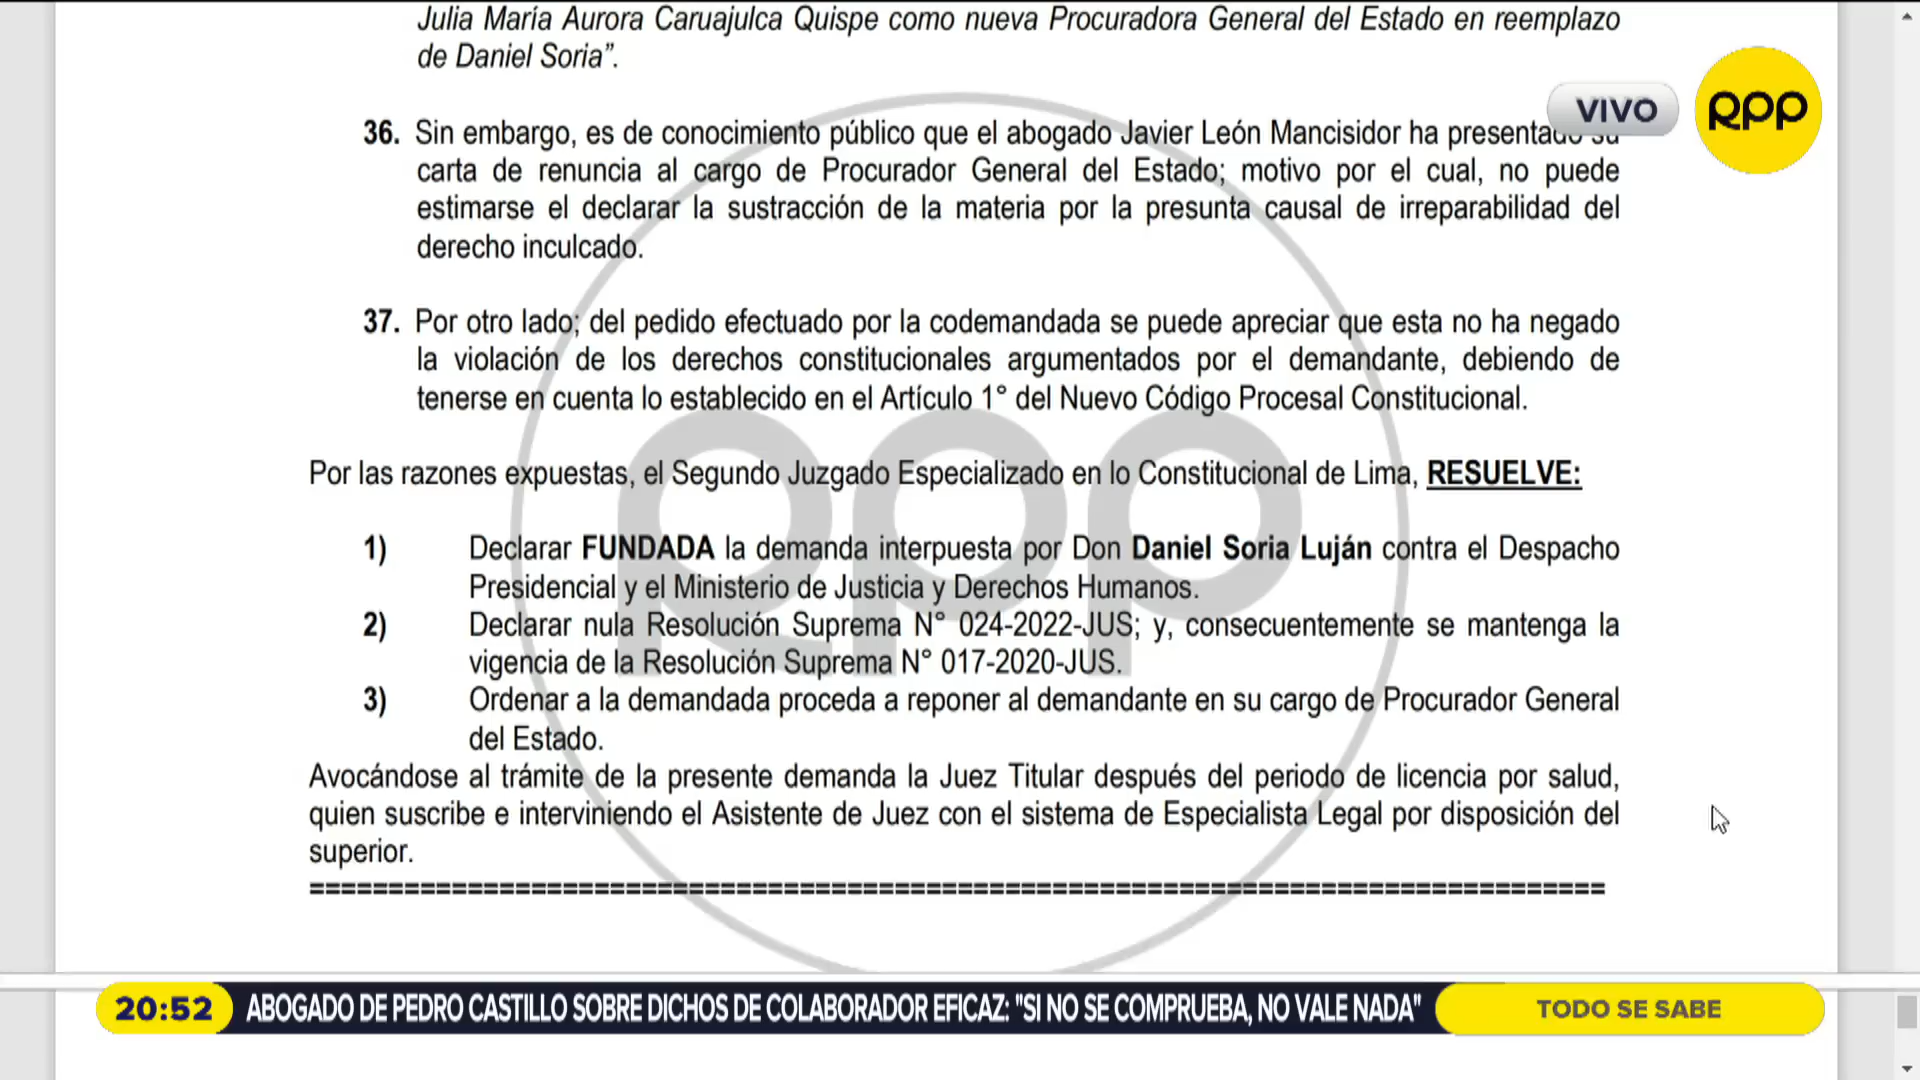 Julia María Aurora Caruajulca Quispe como nueva Procuradora General del Estado en reemplazo
de Daniel Soria”.
VIVO
RPP
36. Sin embargo, es de conocimiento público que el abogado Javier León Mancisidor ha presentado su
carta de renuncia al cargo de Procurador General del Estado; motivo por el cual, no puede
estimarse el declarar la sustracción de la materia por la presunta causal de irreparabilidad del
derecho inculcado.
37. Por otro lado; del pedido efectuado por la codemandada se puede apreciar que esta no ha negado
la violación de los derechos constitucionales argumentados por el demandante, debiendo de
tenerse en cuenta lo establecido en el Artículo 1° del Nuevo Código Procesal Constitucional.
Por las razones expuestas, el Segundo Juzgado Especializado en lo Constitucional de Lima, RESUELVE:
1) Declarar FUNDADA la demanda interpuesta por Don Daniel Soria Luján contra el Despacho
Presidencial y el Ministerio de Justicia y Derechos Humanos.
2) Declarar nula Resolución Suprema N° 024-2022-JUS; y, consecuentemente se mantenga la
vigencia de la Resolución Suprema N° 017-2020-JUS.
3) Ordenar a la demandada proceda a reponer al demandante en su cargo de Procurador General
del Estado.
Avocándose al trámite de la presente demanda la Juez Titular después del periodo de licencia por salud,
quien suscribe e interviniendo el Asistente de Juez con el sistema de Especialista Legal por disposición del
superior.
RPP
20:52 ABOGADO DE PEDRO CASTILLO SOBRE DICHOS DE COLABORADOR EFICAZ: "SI NO SE COMPRUEBA, NO VALE NADA" TODO SE SABE